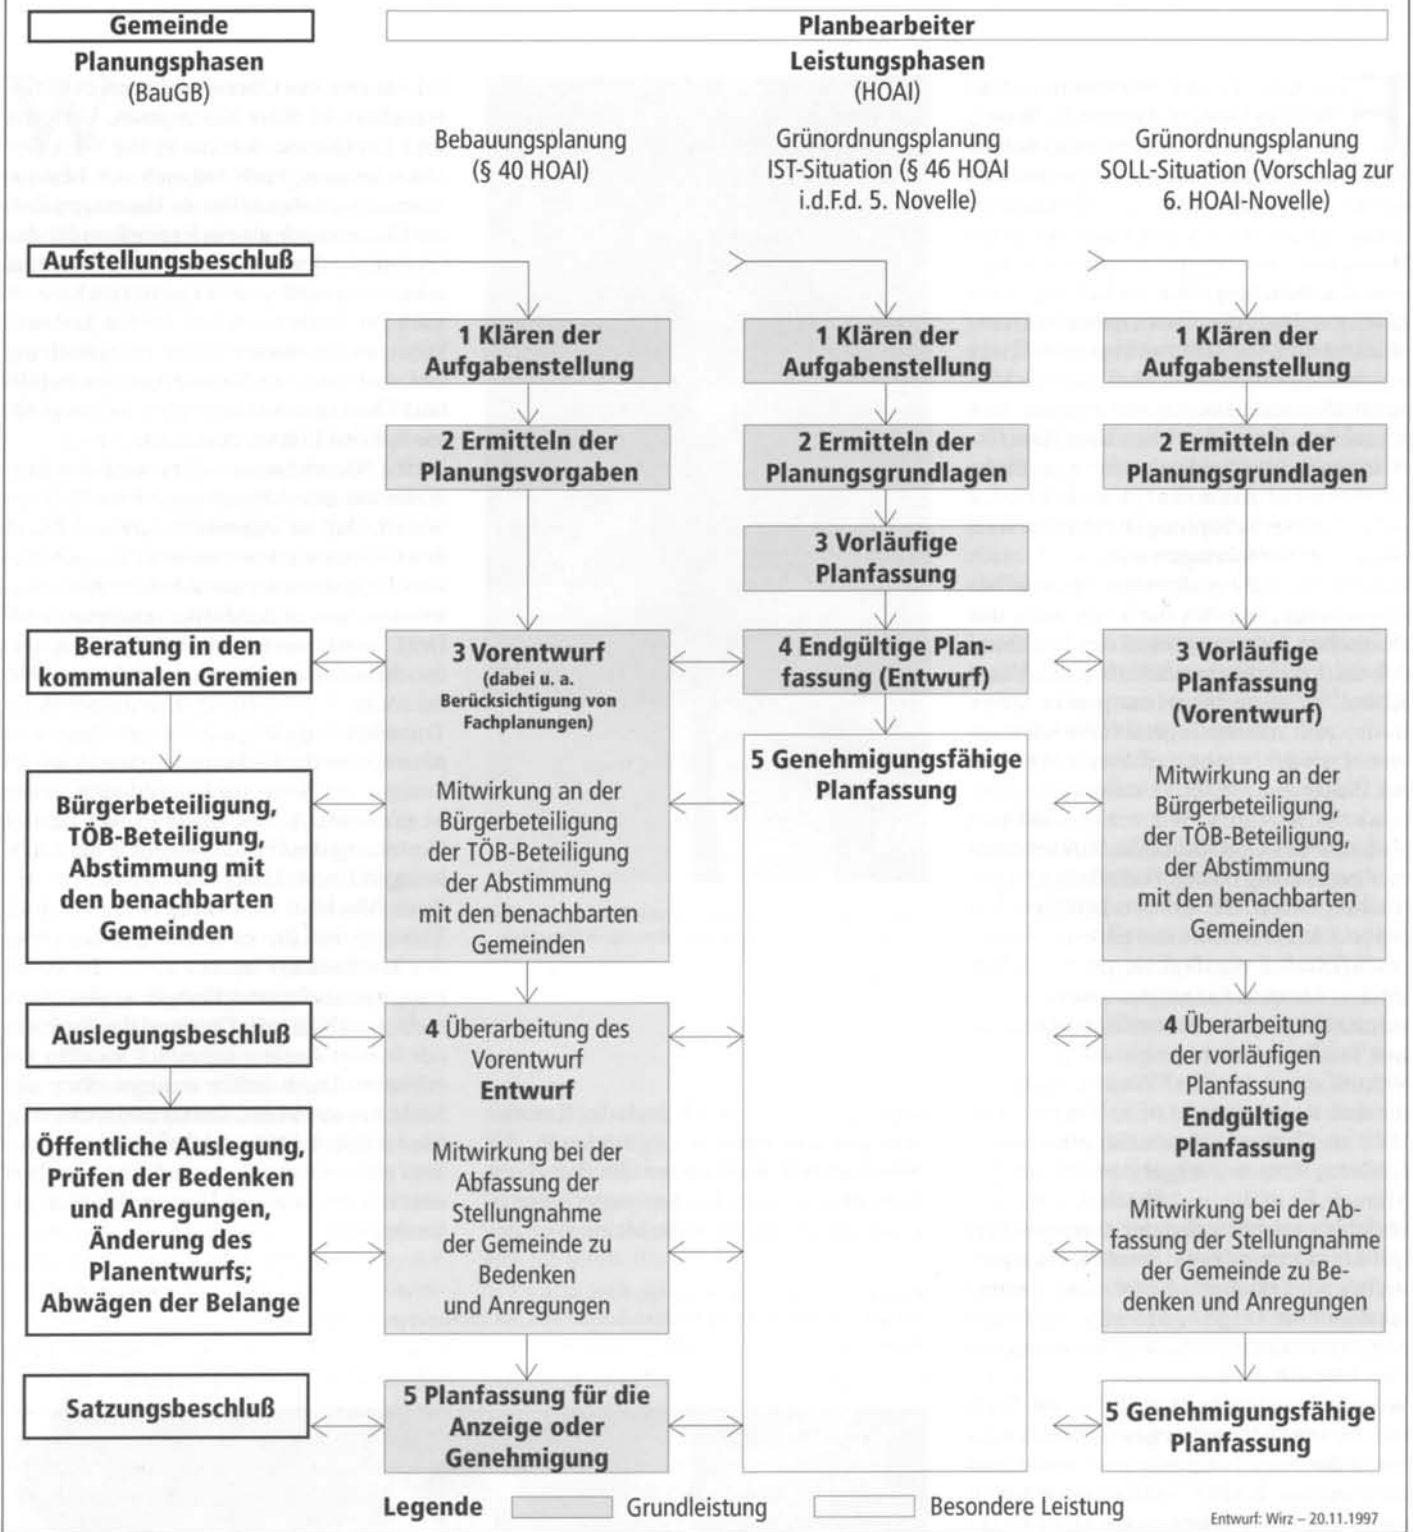 Gemeinde
Planbearbeiter
Planungsphasen
(BauGB)
Leistungsphasen
(HOAI)
Bebauungsplanung
(§ 40 HOAI)
Grünordnungsplanung
IST-Situation (§ 46 HOAI
i.d.F.d. 5. Novelle)
Grünordnungsplanung
SOLL-Situation (Vorschlag zur
6. HOAI-Novelle)
Aufstellungsbeschluß
1 Klären der
Aufgabenstellung
1 Klären der
Aufgabenstellung
1 Klären der
Aufgabenstellung
2 Ermitteln der
Planungsvorgaben
2 Ermitteln der
Planungsgrundlagen
2 Ermitteln der
Planungsgrundlagen
3 Vorläufige
Planfassung
Beratung in den
kommunalen Gremien
3 Vorentwurf
(dabei u. a.
Berücksichtigung von
Fachplanungen)
4 Endgültige Plan-
fassung (Entwurf)
3 Vorläufige
Planfassung
(Vorentwurf)
Bürgerbeteiligung,
TÖB-Beteiligung,
Abstimmung mit
den benachbarten
Gemeinden
Mitwirkung an der
Bürgerbeteiligung
der TÖB-Beteiligung
der Abstimmung
mit den benachbarten
Gemeinden
5 Genehmigungsfähige
Planfassung
Mitwirkung an der
Bürgerbeteiligung,
der TÖB-Beteiligung,
der Abstimmung
mit den benachbarten
Gemeinden
Auslegungsbeschluß
4 Überarbeitung des
Vorentwurf
Entwurf
4 Überarbeitung
der vorläufigen
Planfassung
Endgültige
Planfassung
Öffentliche Auslegung,
Prüfen der Bedenken
und Anregungen,
Änderung des
Planentwurfs;
Abwägen der Belange
Mitwirkung bei der
Abfassung der
Stellungnahme
der Gemeinde zu
Bedenken
und Anregungen
Mitwirkung bei der Ab-
fassung der Stellungnahme
der Gemeinde zu Be-
denken und Anregungen
Satzungsbeschluß
5 Planfassung für die
Anzeige oder
Genehmigung
5 Genehmigungsfähige
Planfassung
Legende
Grundleistung
Besondere Leistung
Entwurf: Wirz – 20.11.1997